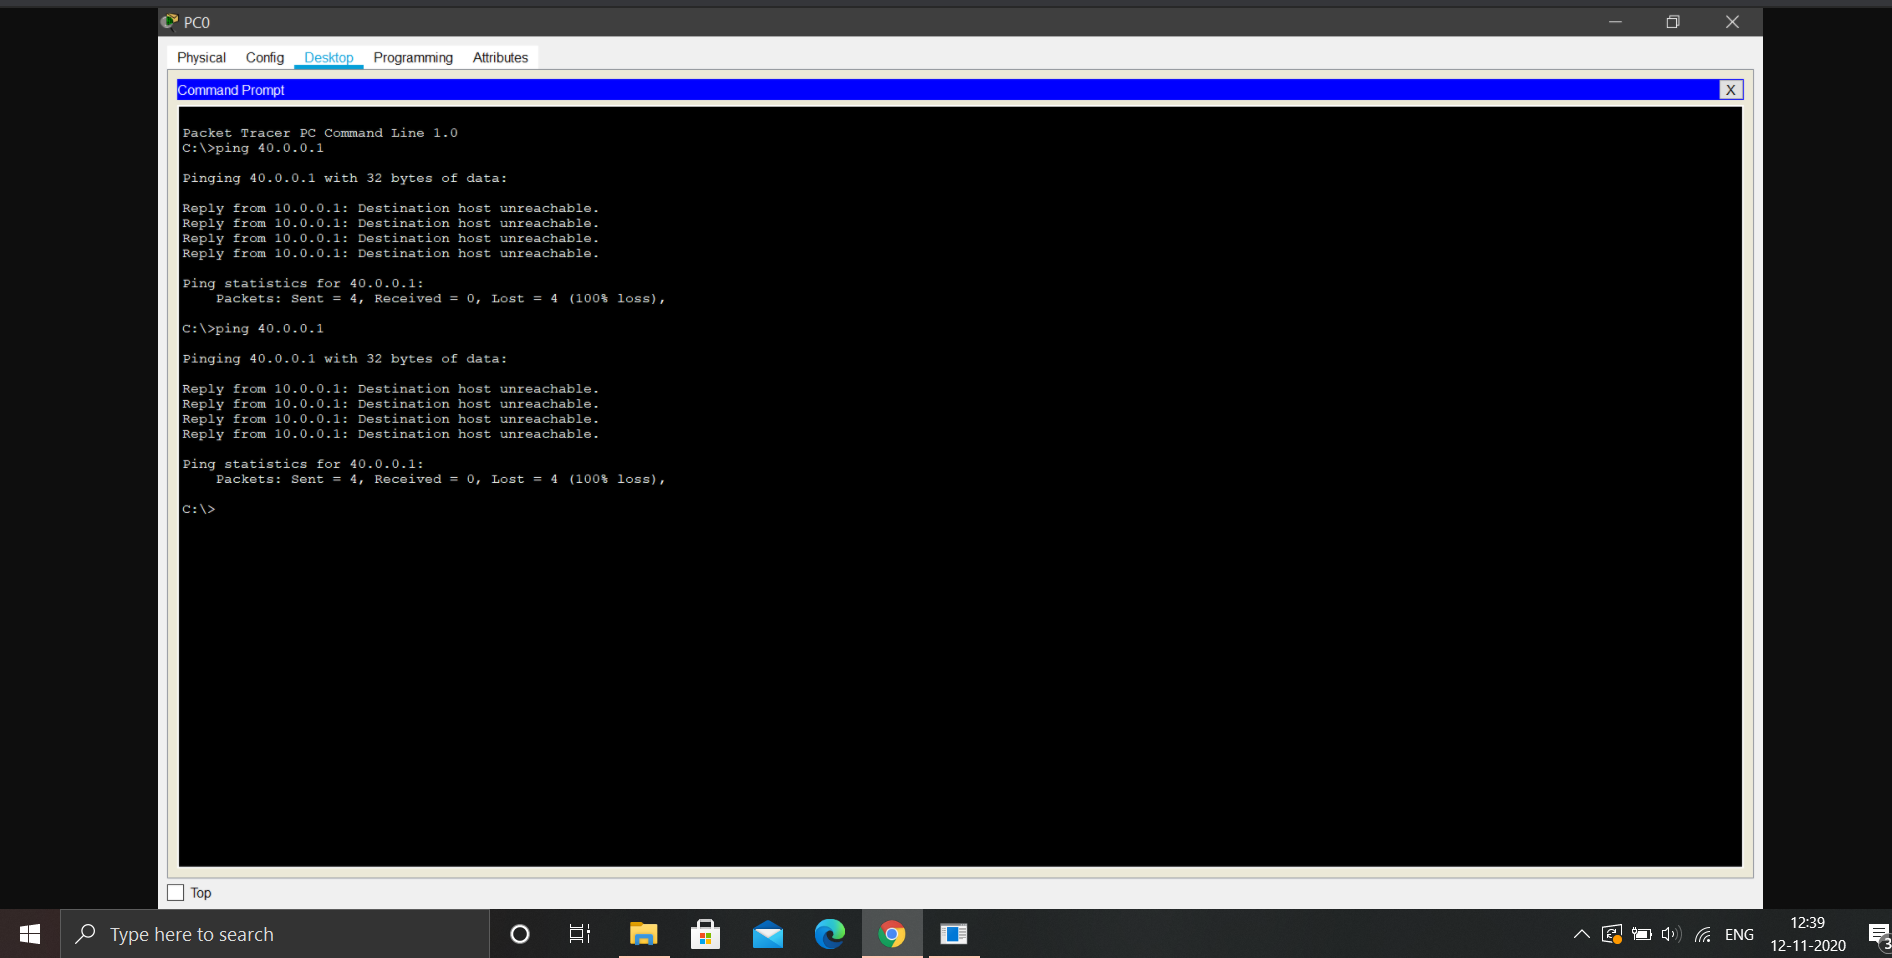 PC0
Physical Config Desktop Programming Attributes
Command Prompt
X
Packet Tracer PC Command Line 1.0
C:\>ping 40.0.0.1
Pinging 40.0.0.1 with 32 bytes of data:
Reply from 10.0.0.1: Destination host unreachable.
Reply from 10.0.0.1: Destination host unreachable.
Reply from 10.0.0.1: Destination host unreachable.
Reply from 10.0.0.1: Destination host unreachable.
Ping statistics for 40.0.0.1:
    Packets: Sent = 4, Received = 0, Lost = 4 (100% loss),
C:\>ping 40.0.0.1
Pinging 40.0.0.1 with 32 bytes of data:
Reply from 10.0.0.1: Destination host unreachable.
Reply from 10.0.0.1: Destination host unreachable.
Reply from 10.0.0.1: Destination host unreachable.
Reply from 10.0.0.1: Destination host unreachable.
Ping statistics for 40.0.0.1:
    Packets: Sent = 4, Received = 0, Lost = 4 (100% loss),
C:\>
Top
Type here to search
ENG
12:39
12-11-2020
3